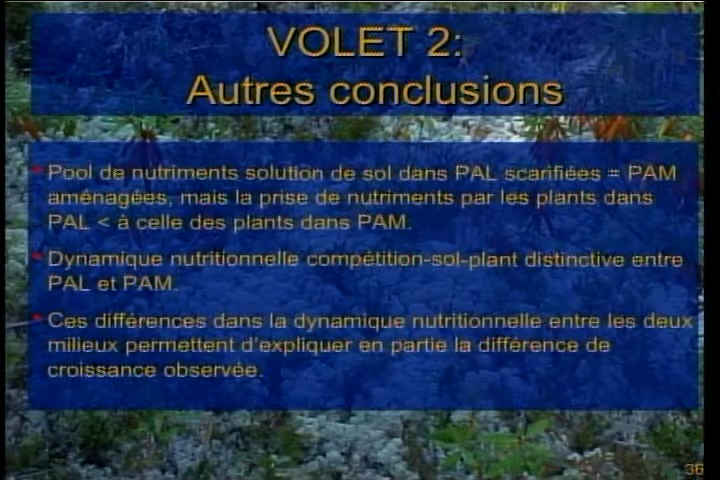 VOLET 2:
Autres conclusions
* Pool de nutriments solution de sol dans PAL scarifiées = PAM
aménagées, mais la prise de nutriments par les plants dans
PAL < à celle des plants dans PAM.
* Dynamique nutritionnelle compétition-sol-plant distinctive entre
PAL et PAM.
* Ces différences dans la dynamique nutritionnelle entre les deux
milieux permettent d'expliquer en partie la différence de
croissance observée.
36